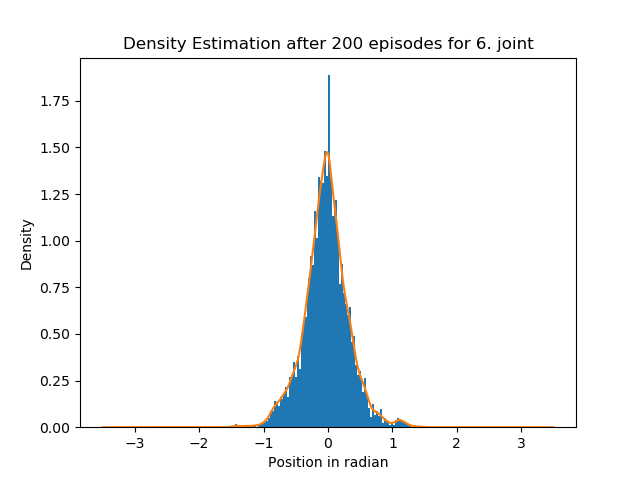 Density Estimation after 200 episodes for 6. joint
1.75
1.50
1.25
1.00
0.75
0.50
0.25
0.00
Density
−3 −2 −1 0 1 2 3
Position in radian